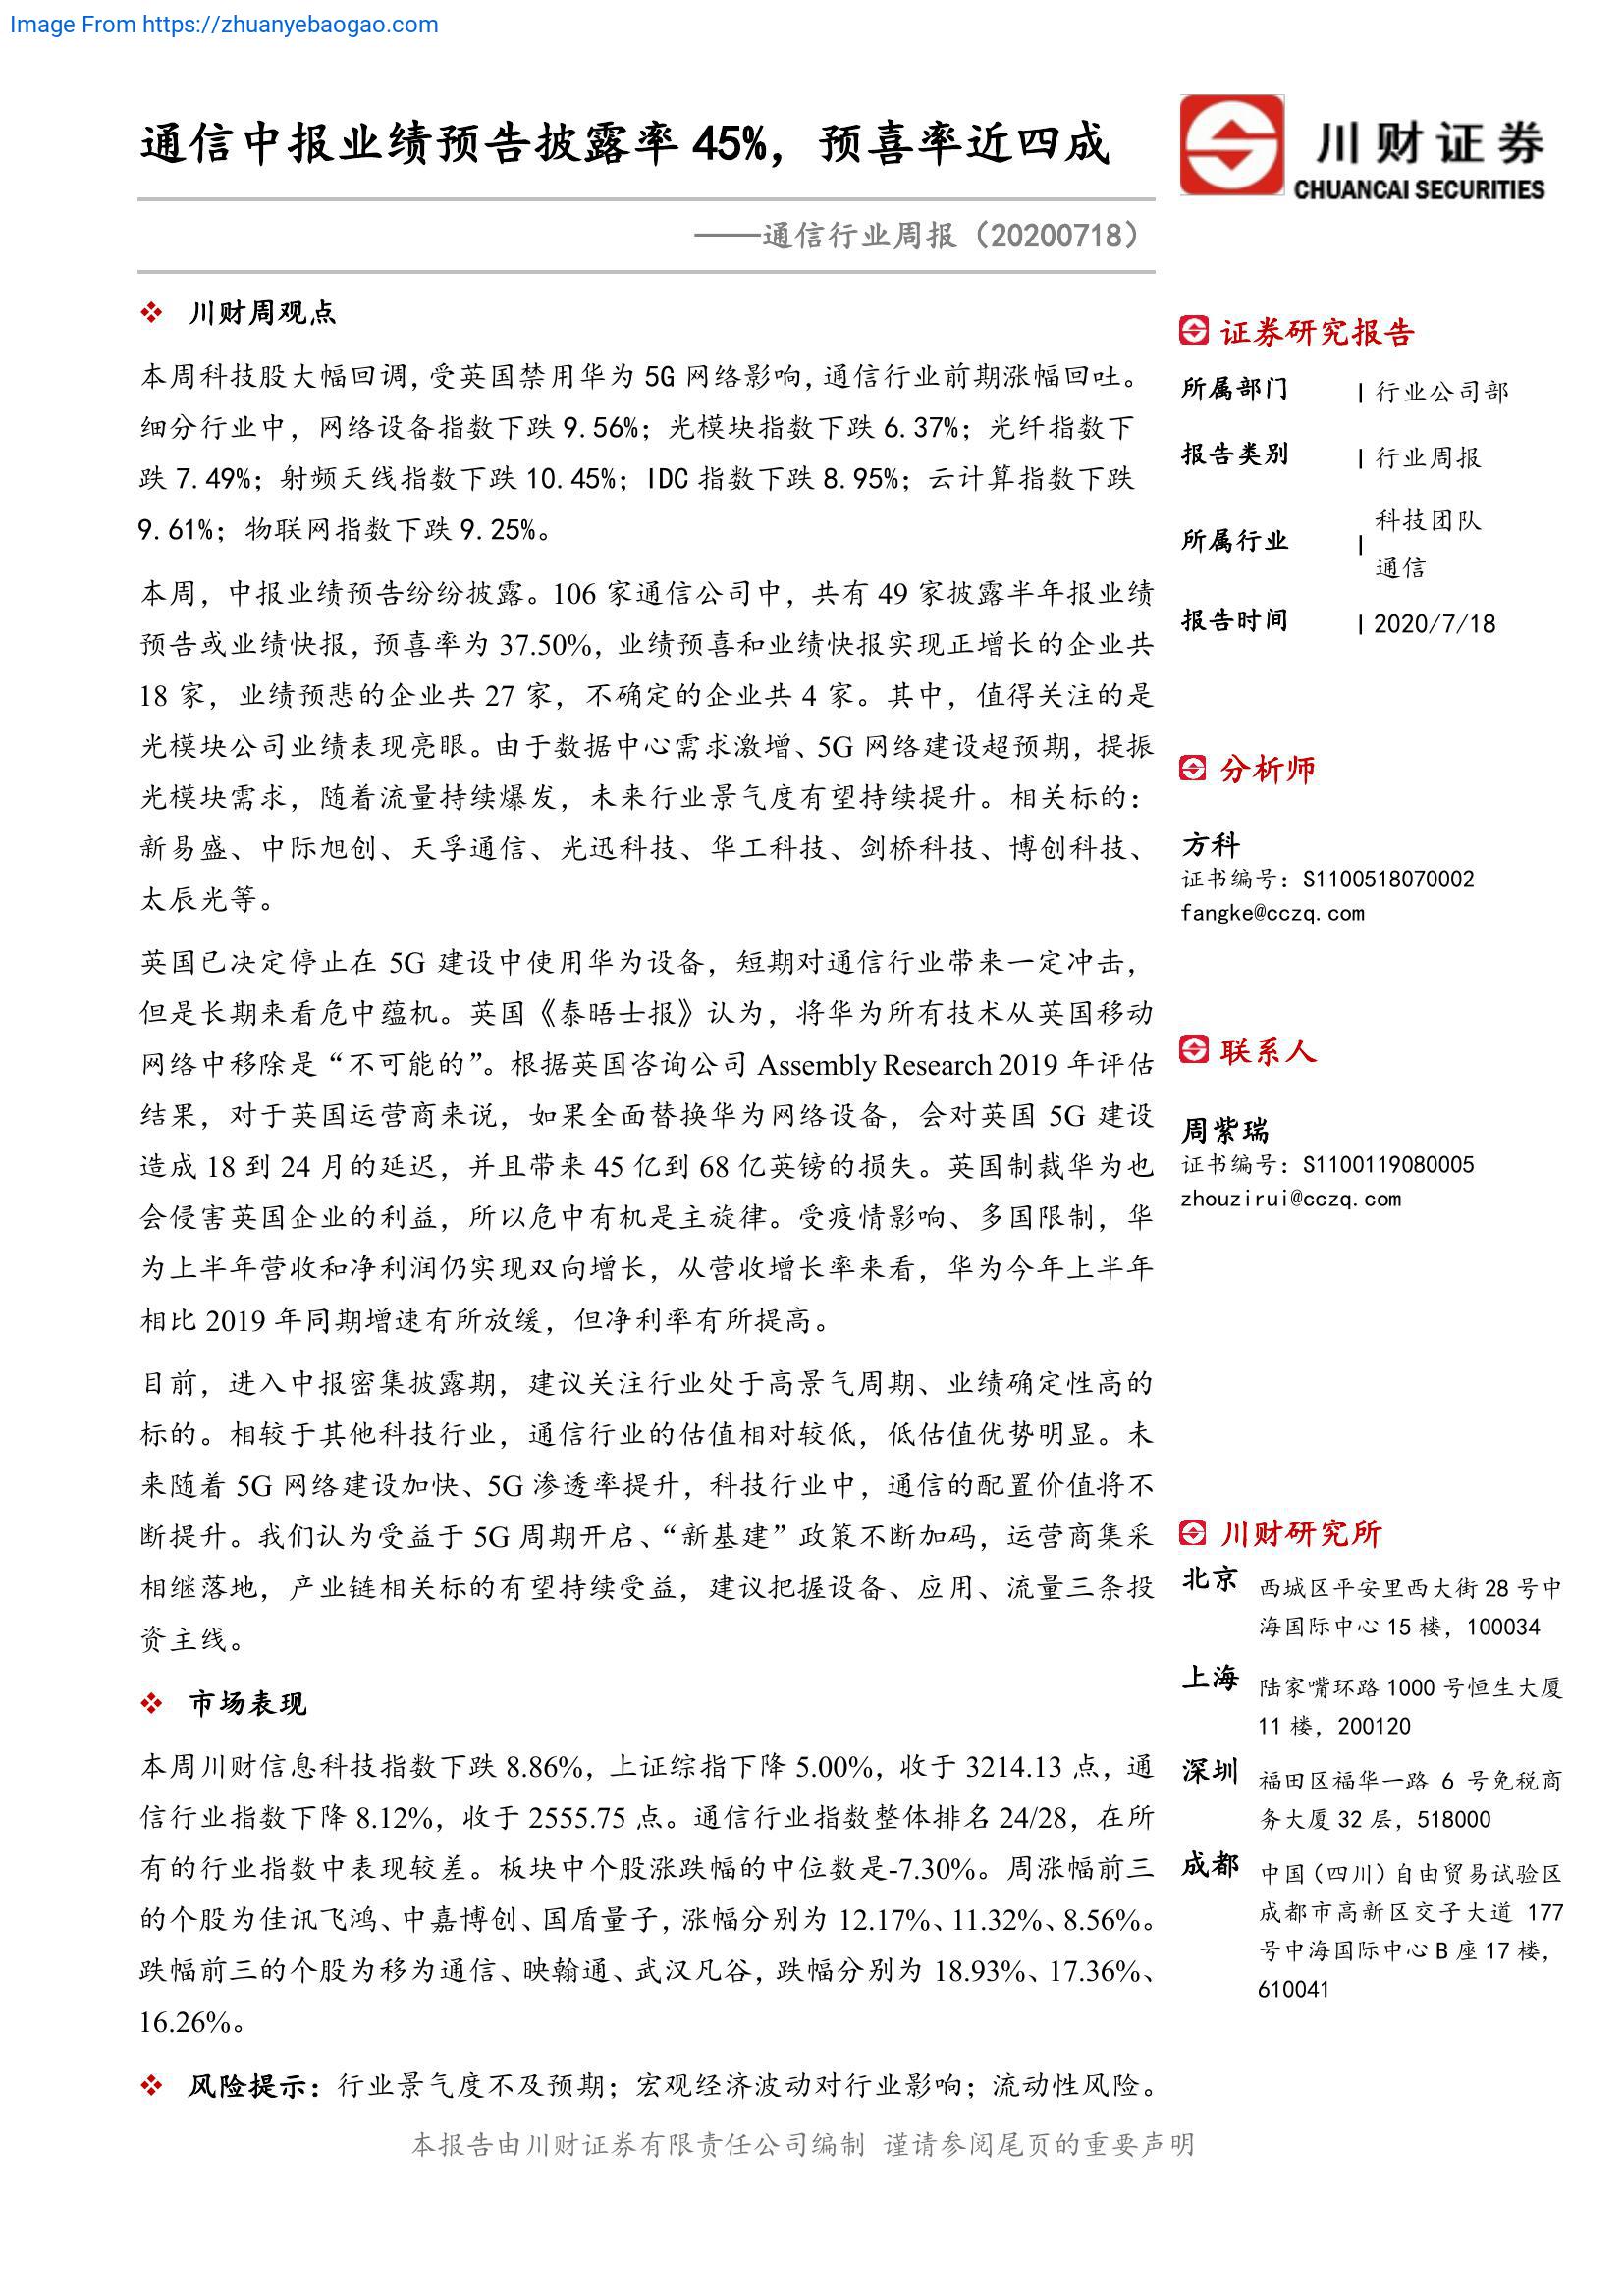 Image From https://zhuanyebaogao.com
通信中报业绩预告披露率 45%，预喜率近四成
——通信行业周报（20200718）
川财证券
CHUANCAI SECURITIES
❖ 川财周观点
本周科技股大幅回调，受英国禁用华为 5G 网络影响，通信行业前期涨幅回吐。
细分行业中，网络设备指数下跌 9.56%；光模块指数下跌 6.37%；光纤指数下
跌 7.49%；射频天线指数下跌 10.45%；IDC 指数下跌 8.95%；云计算指数下跌
9.61%；物联网指数下跌 9.25%。
本周，中报业绩预告纷纷披露。106 家通信公司中，共有 49 家披露半年报业绩
预告或业绩快报，预喜率为 37.50%，业绩预喜和业绩快报实现正增长的企业共
18 家，业绩预悲的企业共 27 家，不确定的企业共 4 家。其中，值得关注的是
光模块公司业绩表现亮眼。由于数据中心需求激增、5G 网络建设超预期，提振
光模块需求，随着流量持续爆发，未来行业景气度有望持续提升。相关标的：
新易盛、中际旭创、天孚通信、光迅科技、华工科技、剑桥科技、博创科技、
太辰光等。
英国已决定停止在 5G 建设中使用华为设备，短期对通信行业带来一定冲击，
但是长期来看危中蕴机。英国《泰晤士报》认为，将华为所有技术从英国移动
网络中移除是“不可能的”。根据英国咨询公司 Assembly Research 2019 年评估
结果，对于英国运营商来说，如果全面替换华为网络设备，会对英国 5G 建设
造成 18 到 24 月的延迟，并且带来 45 亿到 68 亿英镑的损失。英国制裁华为也
会侵害英国企业的利益，所以危中有机是主旋律。受疫情影响、多国限制，华
为上半年营收和净利润仍实现双向增长，从营收增长率来看，华为今年上半年
相比 2019 年同期增速有所放缓，但净利率有所提高。
目前，进入中报密集披露期，建议关注行业处于高景气周期、业绩确定性高的
标的。相较于其他科技行业，通信行业的估值相对较低，低估值优势明显。未
来随着 5G 网络建设加快、5G 渗透率提升，科技行业中，通信的配置价值将不
断提升。我们认为受益于 5G 周期开启、“新基建”政策不断加码，运营商集采
相继落地，产业链相关标的有望持续受益，建议把握设备、应用、流量三条投
资主线。
❖ 市场表现
本周川财信息科技指数下跌 8.86%，上证综指下降 5.00%，收于 3214.13 点，通
信行业指数下降 8.12%，收于 2555.75 点。通信行业指数整体排名 24/28，在所
有的行业指数中表现较差。板块中个股涨跌幅的中位数是-7.30%。周涨幅前三
的个股为佳讯飞鸿、中嘉博创、国盾量子，涨幅分别为 12.17%、11.32%、8.56%。
跌幅前三的个股为移为通信、映翰通、武汉凡谷，跌幅分别为 18.93%、17.36%、
16.26%。
❖ 风险提示：行业景气度不及预期；宏观经济波动对行业影响；流动性风险。
证券研究报告
所属部门 | 行业公司部
报告类别 | 行业周报
所属行业 | 科技团队
通信
报告时间 | 2020/7/18
分析师
方科
证书编号：S1100518070002
fangke@cczq.com
联系人
周紫瑞
证书编号：S1100119080005
zhouzirui@cczq.com
川财研究所
北京 西城区平安里西大街 28 号中
海国际中心 15 楼，100034
上海 陆家嘴环路 1000 号恒生大厦
11 楼，200120
深圳 福田区福华一路 6 号免税商
务大厦 32 层，518000
成都 中国（四川）自由贸易试验区
成都市高新区交子大道 177
号中海国际中心 B 座 17 楼，
610041
本报告由川财证券有限责任公司编制 谨请参阅尾页的重要声明